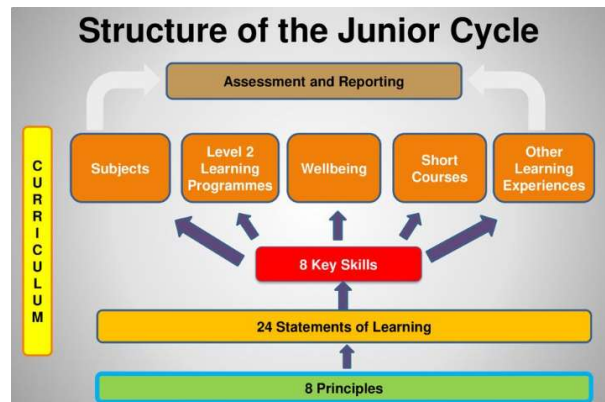 Structure of the Junior Cycle
Assessment and Reporting
CURRICULUM
Subjects
Level 2
Learning
Programmes
Wellbeing
Short
Courses
Other
Learning
Experiences
8 Key Skills
24 Statements of Learning
8 Principles